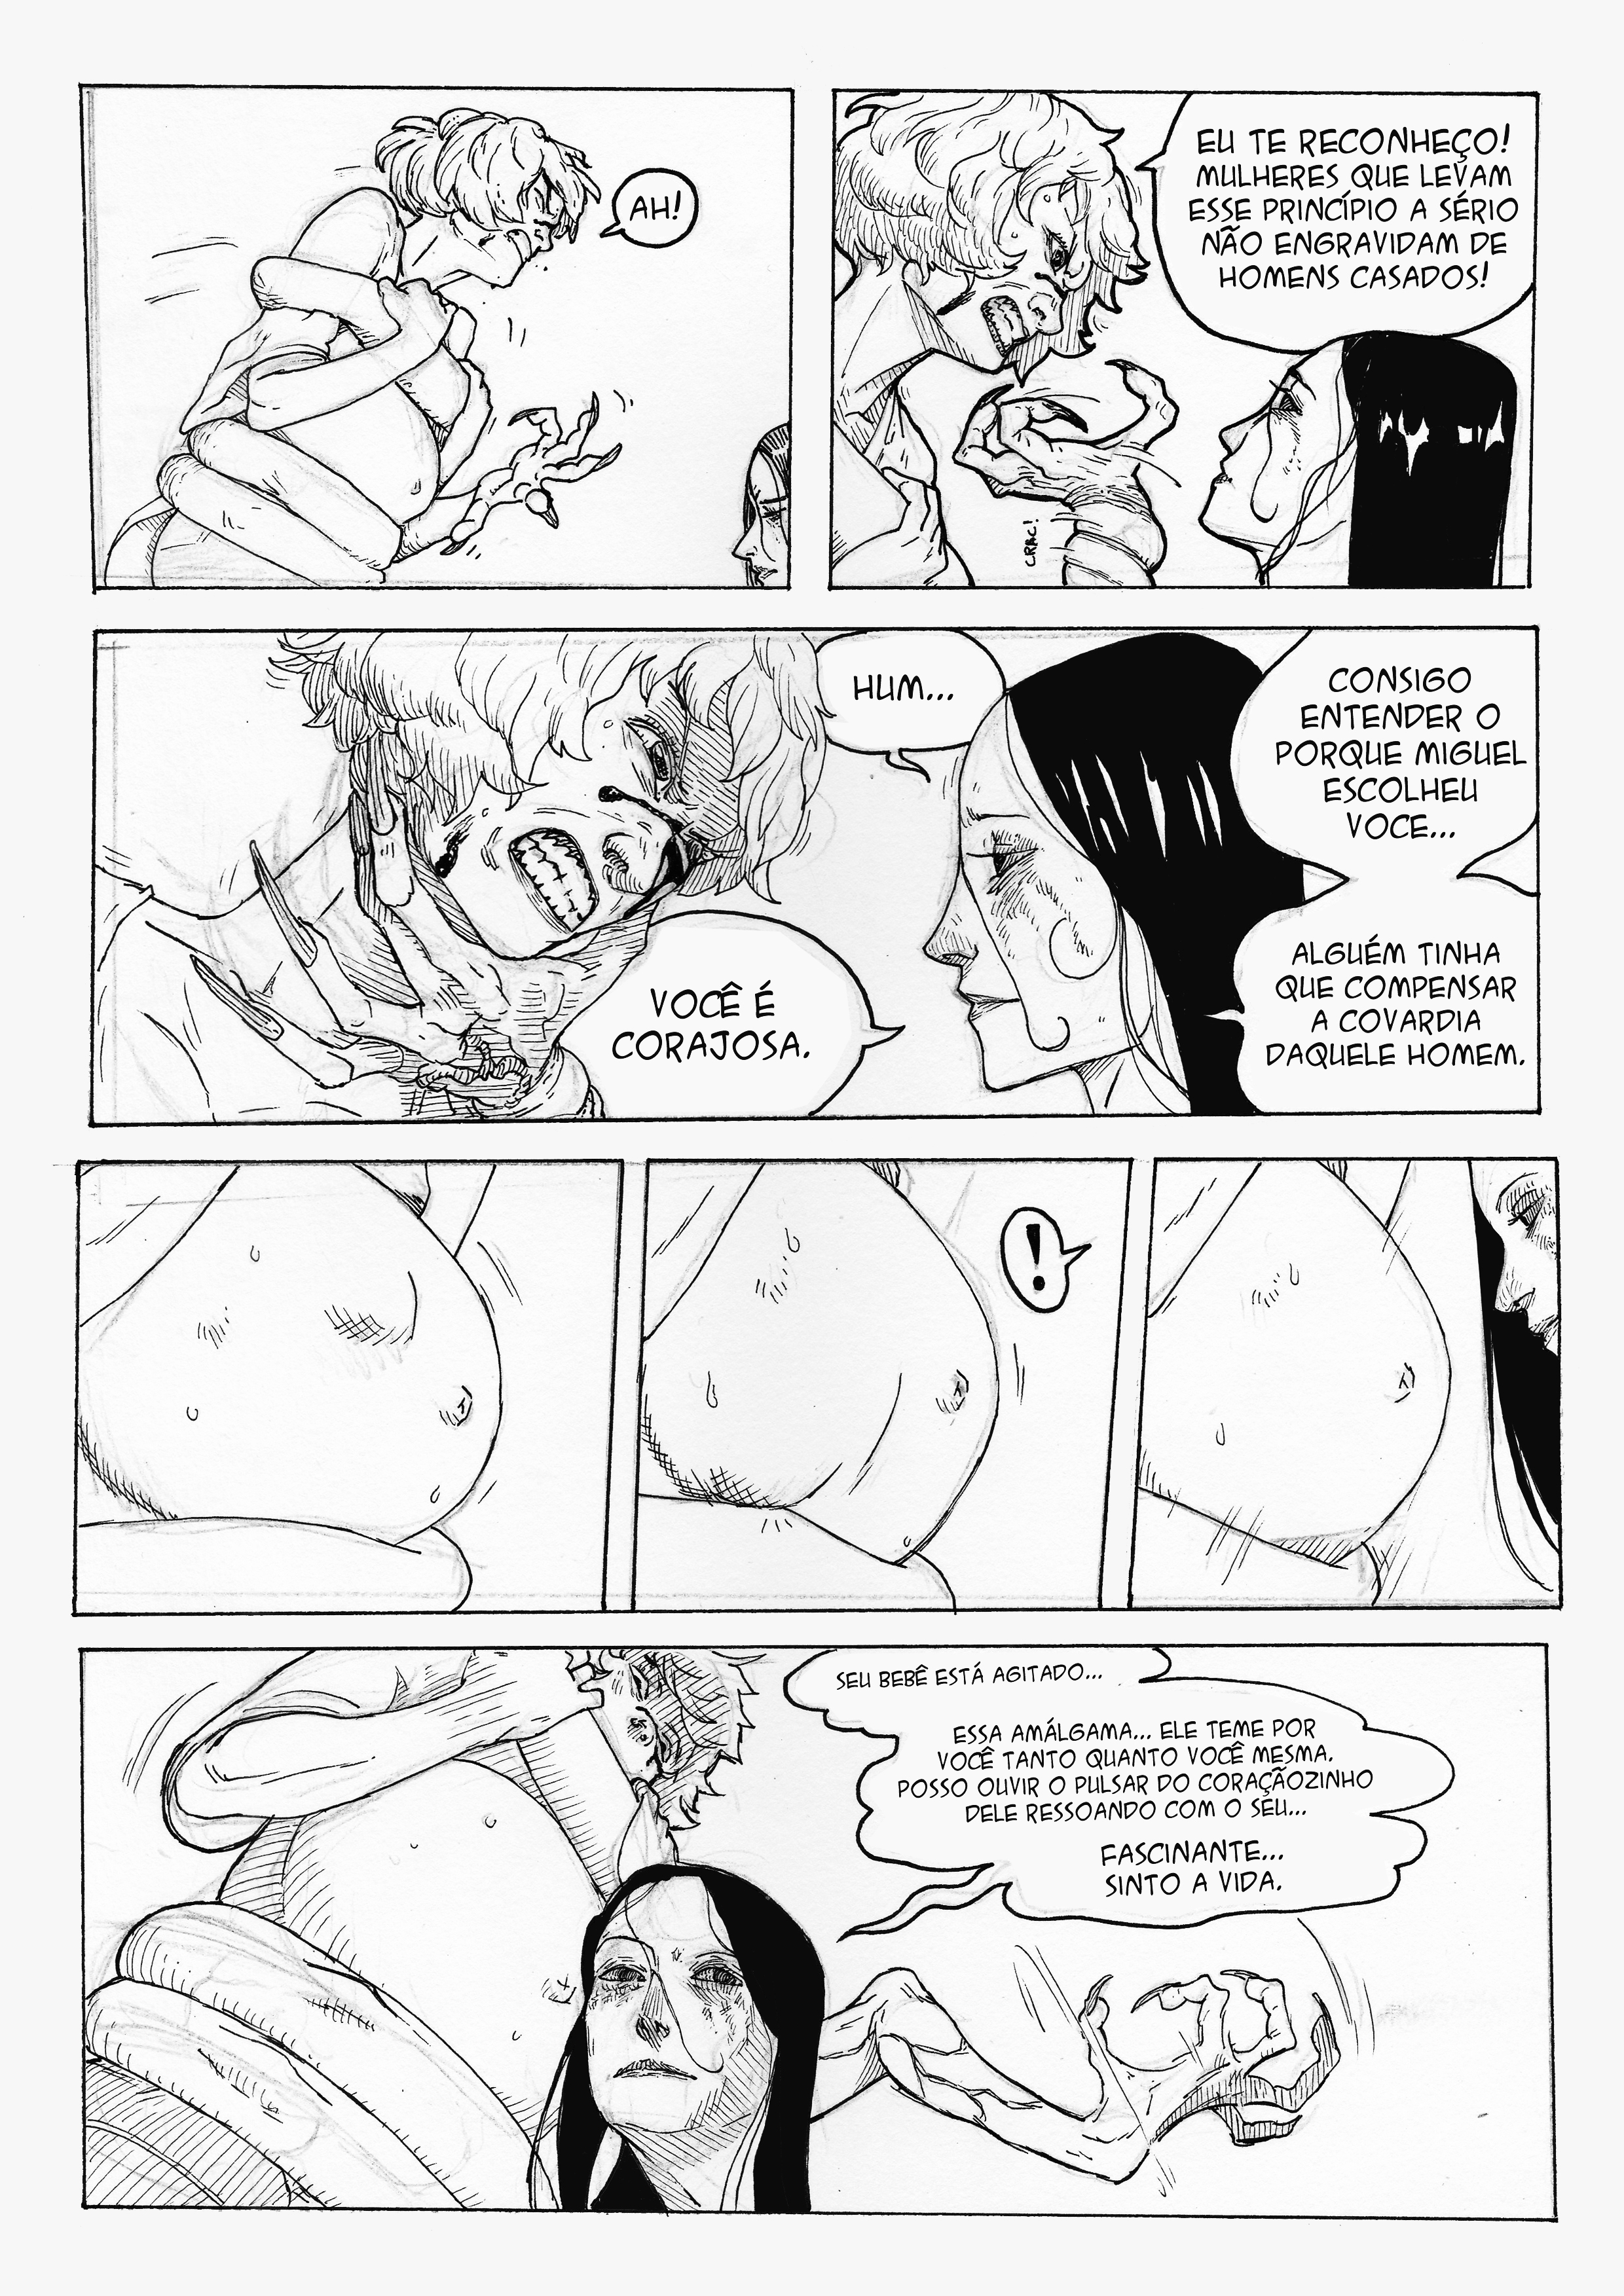 AH!
EU TE RECONHEÇO!
MULHERES QUE LEVAM
ESSE PRINCÍPIO A SÉRIO
NÃO ENGRAVIDAM DE
HOMENS CASADOS!
CRAC!
HUM...
CONSIGO
ENTENDER O
PORQUE MIGUEL
ESCOLHEU
VOCE...
ALGUÉM TINHA
QUE COMPENSAR
A COVARDIA
DAQUELE HOMEM.
VOCÊ É
CORAJOSA.
!
SEU BEBÊ ESTÁ AGITADO...
ESSA AMÁLGAMA... ELE TEME POR
VOCÊ TANTO QUANTO VOCÊ MESMA.
POSSO OUVIR O PULSAR DO CORAÇÃOZINHO
DELE RESSOANDO COM O SEU...
FASCINANTE...
SINTO A VIDA.